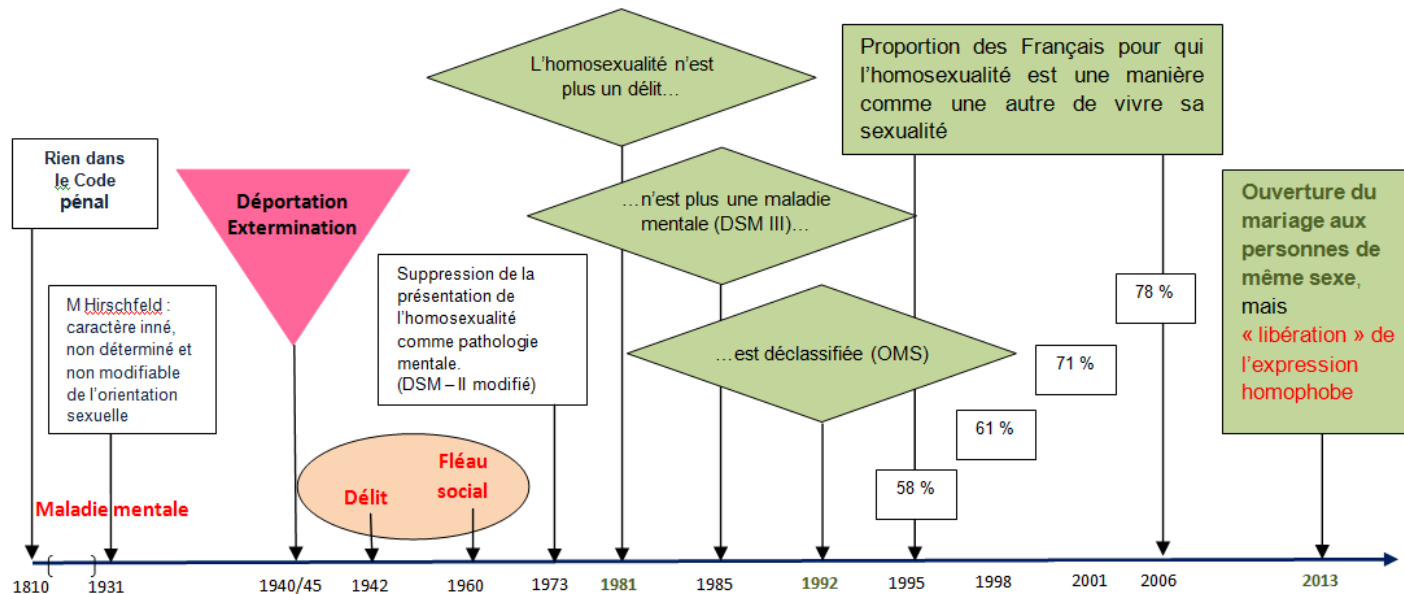 L'homosexualité n'est
plus un délit…
Proportion des Français pour qui
l'homosexualité est une manière
comme une autre de vivre sa
sexualité
Rien dans
le Code
pénal
Déportation
Extermination
…n'est plus une maladie
mentale (DSM III)…
Ouverture du
mariage aux
personnes de
même sexe,
mais
« libération » de
l'expression
homophobe
M Hirschfeld :
caractère inné,
non déterminé et
non modifiable
de l'orientation
sexuelle
Suppression de la
présentation de
l'homosexualité
comme pathologie
mentale.
(DSM – II modifié)
…est déclassifiée (OMS)
78 %
71 %
61 %
58 %
Maladie mentale
Délit
Fléau
social
1810
1931
1940/45
1942
1960
1973
1981
1985
1992
1995
1998
2001
2006
2013